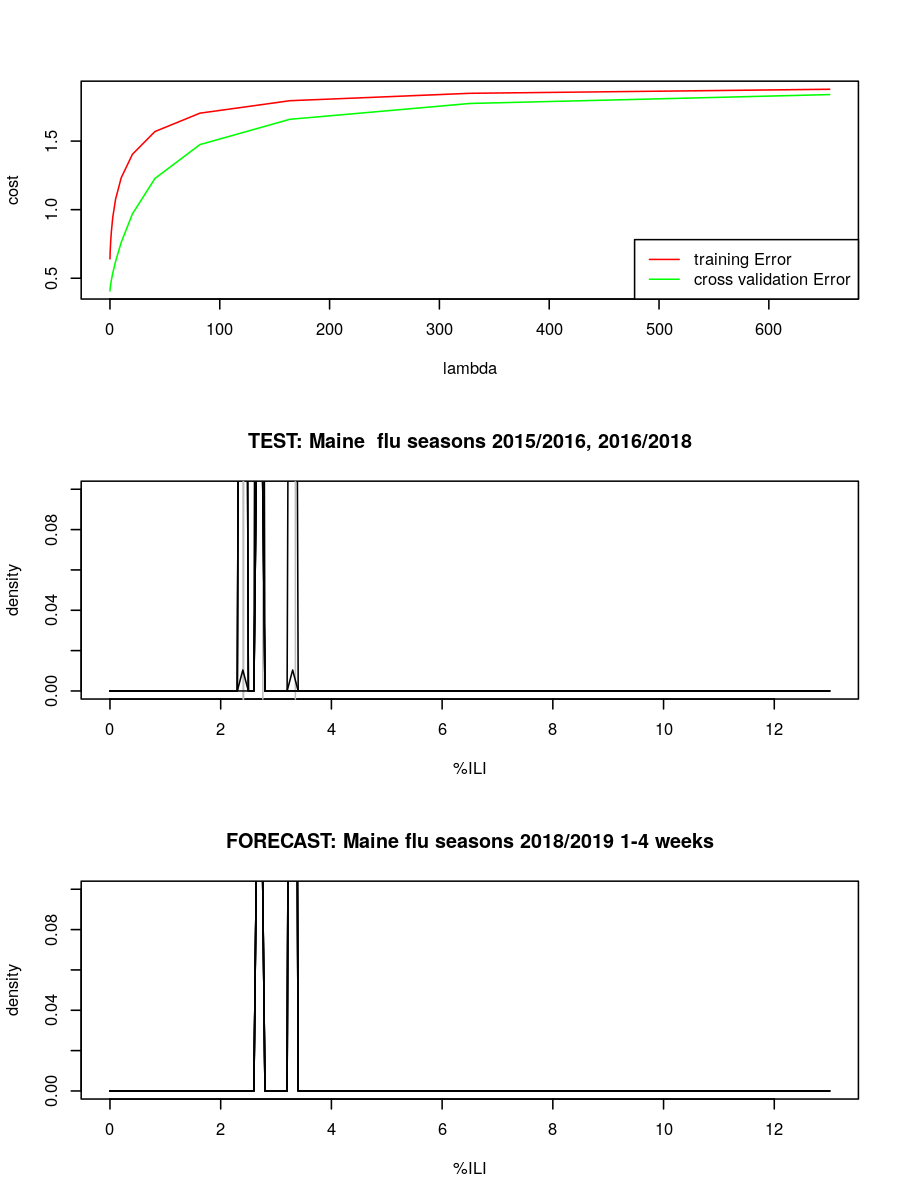 cost
0.5
1.0
1.5
training Error
cross validation Error
0 100 200 300 400 500 600
lambda
TEST: Maine  flu seasons 2015/2016, 2016/2018
density
0.00
0.04
0.08
0 2 4 6 8 10 12
%ILI
FORECAST: Maine flu seasons 2018/2019 1-4 weeks
density
0.00
0.04
0.08
0 2 4 6 8 10 12
%ILI